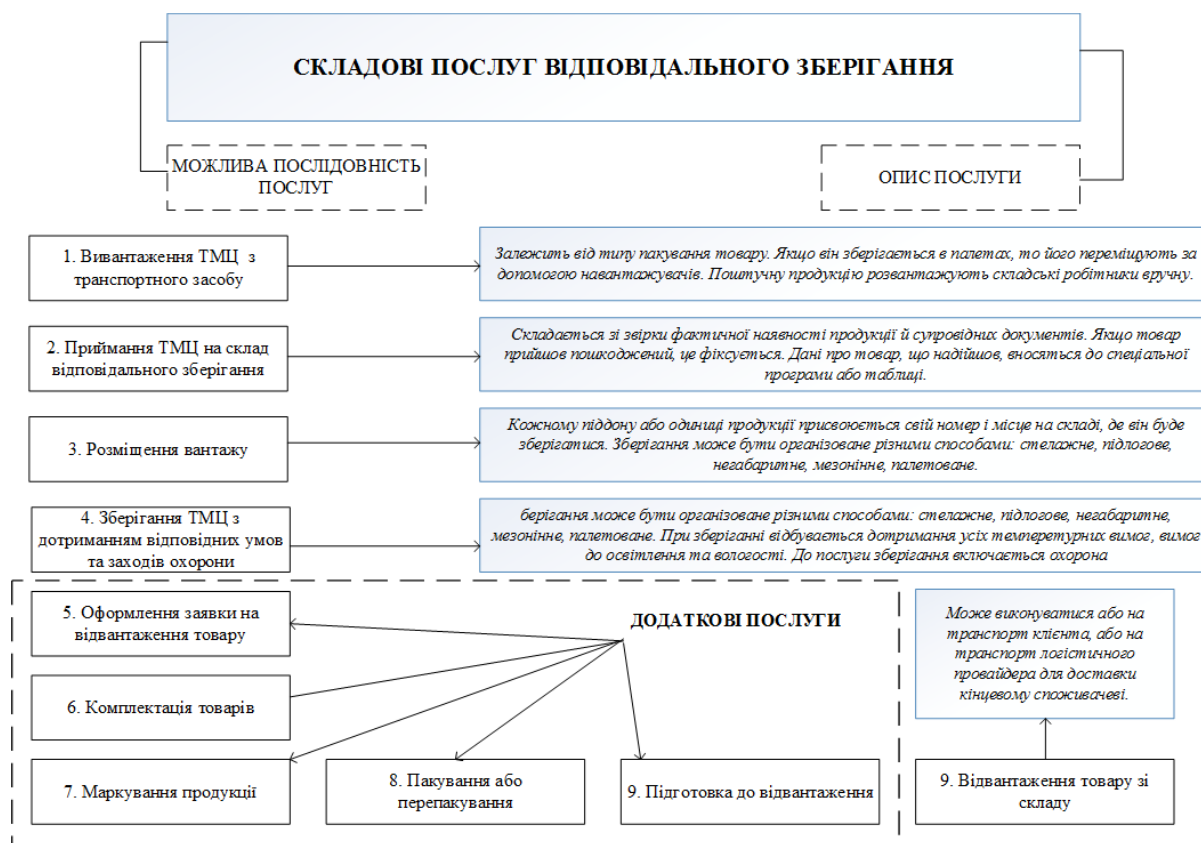 СКЛАДОВІ ПОСЛУГ ВІДПОВІДАЛЬНОГО ЗБЕРІГАННЯ
МОЖЛИВА ПОСЛІДОВНІСТЬ
ПОСЛУГ
ОПИС ПОСЛУГИ
1. Вивантаження ТМЦ з
транспортного засобу
Залежить від типу пакування товару. Якщо він зберігається в палетах, то його переміщують за
допомогою навантажувачів. Поштучну продукцію розвантажують складські робітники вручну.
2. Приймання ТМЦ на склад
відповідального зберігання
Складається зі звірки фактичної наявності продукції й супровідних документів. Якщо товар
прийшов пошкоджений, це фіксується. Дані про товар, що надійшов, вносяться до спеціальної
програми або таблиці.
3. Розміщення вантажу
Кожному піддону або одиниці продукції присвоюється свій номер і місце на складі, де він буде
зберігатися. Зберігання може бути організоване різними способами: стелажне, підлогове,
негабаритне, мезонінне, палетоване.
4. Зберігання ТМЦ з
дотриманням відповідних умов
та заходів охорони
берігання може бути організоване різними способами: стелажне, підлогове, негабаритне,
мезонінне, палетоване. При зберіганні відбувається дотримання усіх темперетурних вимог, вимог
до освітлення та вологості. До послуги зберігання включається охорона
5. Оформлення заявки на
відвантаження товару
ДОДАТКОВІ ПОСЛУГИ
Може виконуватися або на
транспорт клієнта, або на
транспорт логістичного
провайдера для доставки
кінцевому споживачеві.
6. Комплектація товарів
7. Маркування продукції
8. Пакування або
перепакування
9. Підготовка до відвантаження
9. Відвантаження товару зі
складу